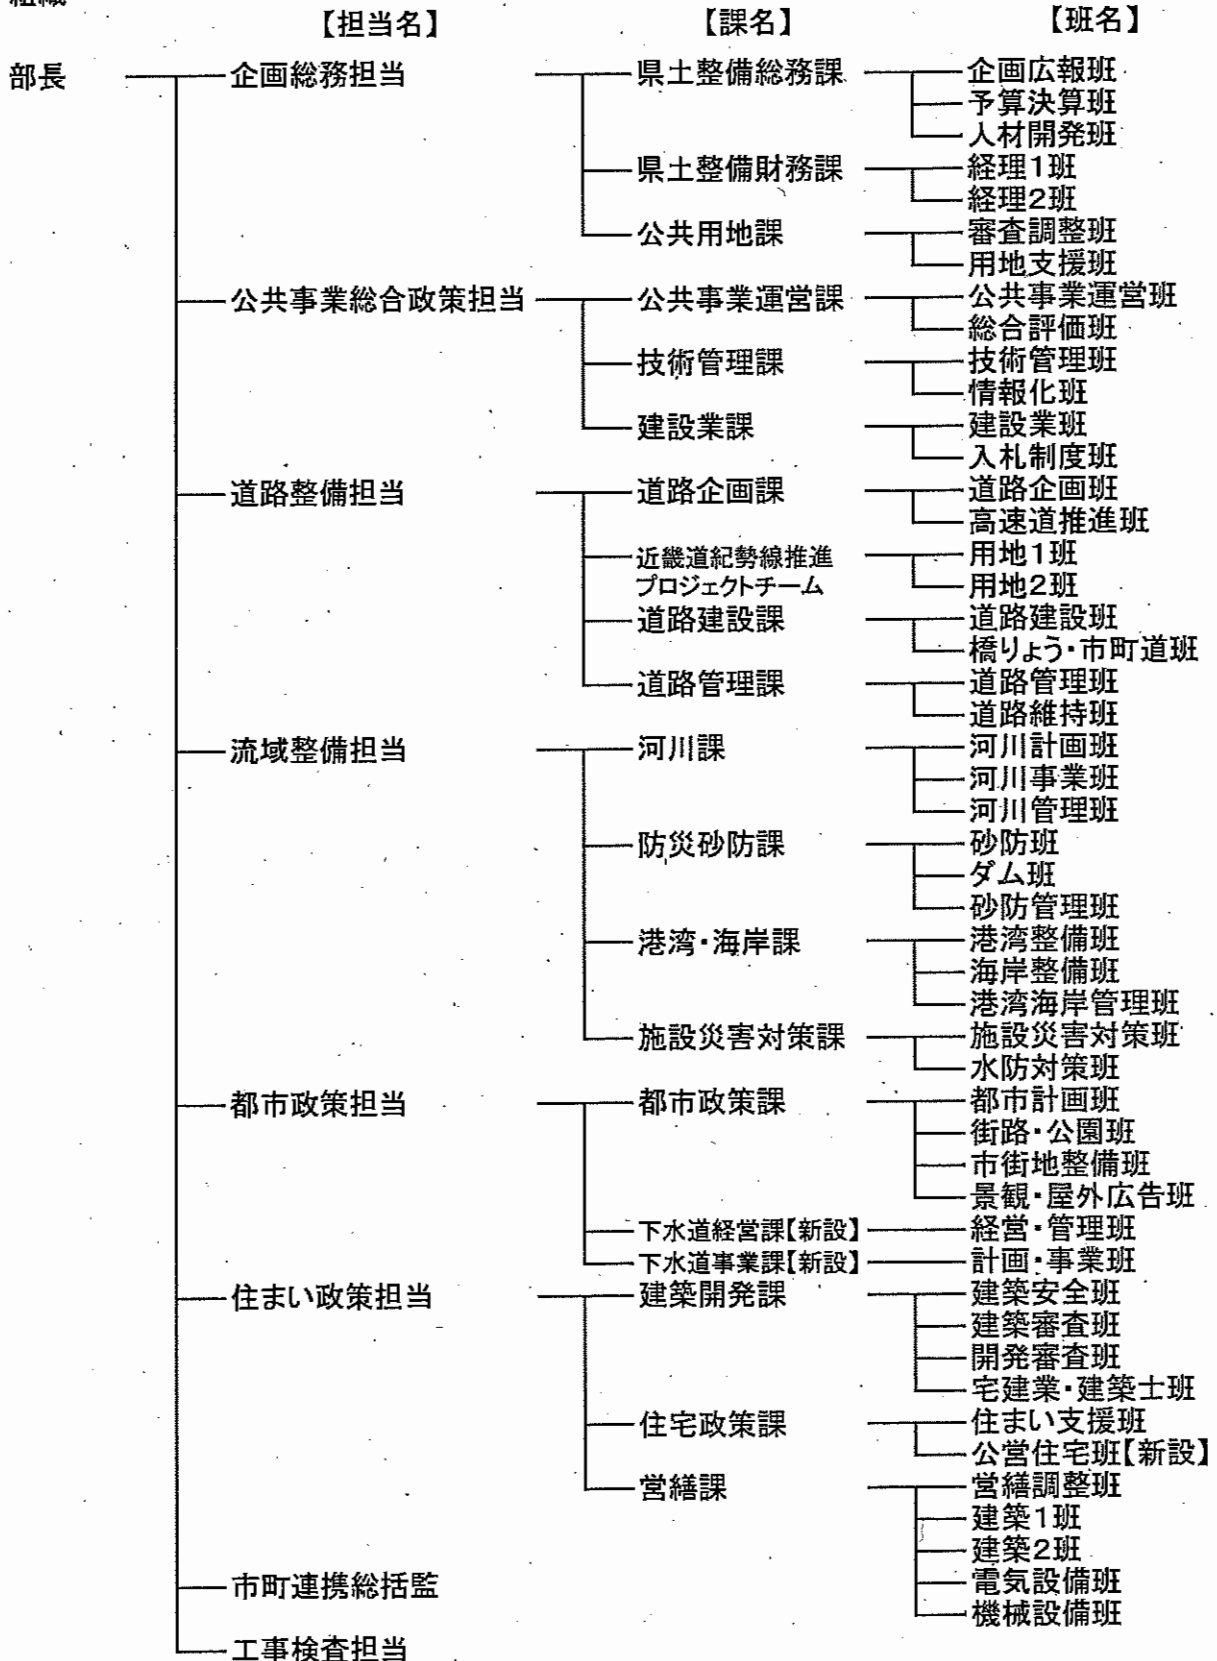 組織
【担当名】 【課名】 【班名】
部長 企画総務担当 県土整備総務課 企画広報班
予算決算班
人材開発班
県土整備財務課 経理1班
経理2班
公共用地課 審査調整班
用地支援班
公共事業総合政策担当 公共事業運営課 公共事業運営班
総合評価班
技術管理課 技術管理班
情報化班
建設業課 建設業班
入札制度班
道路整備担当 道路企画課 道路企画班
高速道推進班
近畿道紀勢線推進 用地1班
プロジェクトチーム 用地2班
道路建設課 道路建設班
橋りょう・市町道班
道路管理課 道路管理班
道路維持班
流域整備担当 河川課 河川計画班
河川事業班
河川管理班
防災砂防課 砂防班
ダム班
砂防管理班
港湾・海岸課 港湾整備班
海岸整備班
港湾海岸管理班
施設災害対策課 施設災害対策班
水防対策班
都市政策担当 都市政策課 都市計画班
街路・公園班
市街地整備班
景観・屋外広告班
下水道経営課【新設】 経営・管理班
下水道事業課【新設】 計画・事業班
住まい政策担当 建築開発課 建築安全班
建築審査班
開発審査班
宅建業・建築士班
住宅政策課 住まい支援班
公営住宅班【新設】
営繕課 営繕調整班
建築1班
建築2班
市町連携総括監 電気設備班
機械設備班
工事検査担当